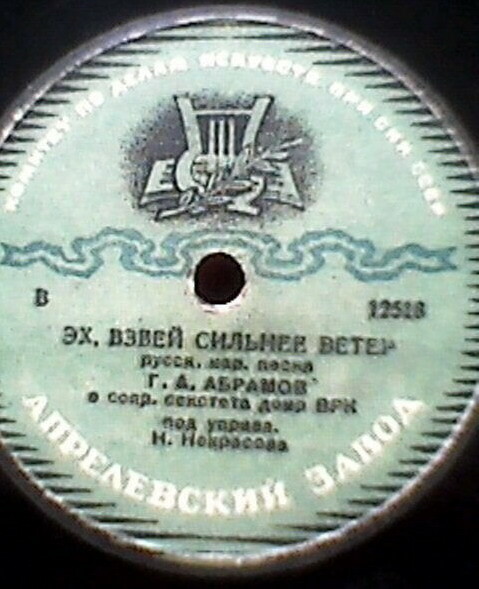 КОМИТЕТ ПО ДЕЛАМ ИСКУССТВ ПРИ СНК СССР
В 12518
ЭХ, ВЗВЕЙ СИЛЬНЕЕ ВЕТЕР
русск. нар. песня
Г. А. АБРАМОВ
в сопр. секстета домр ВРК
под управл.
Н. Некрасова
АПРЕЛЕВСКИЙ ЗАВОД